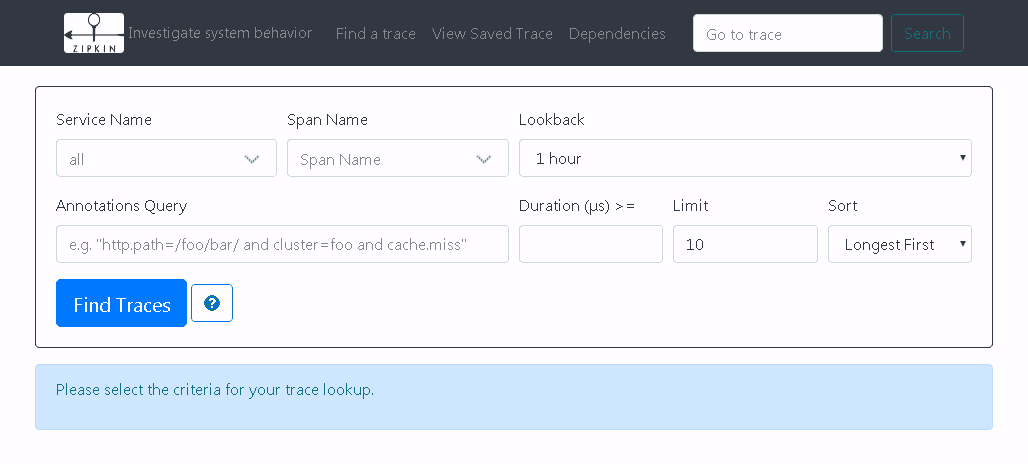 ZIPKIN Investigate system behavior Find a trace View Saved Trace Dependencies Go to trace Search
Service Name Span Name Lookback
all Span Name 1 hour
Annotations Query Duration (μs) >= Limit Sort
e.g. "http.path=/foo/bar/ and cluster=foo and cache.miss" 10 Longest First
Find Traces ?
Please select the criteria for your trace lookup.